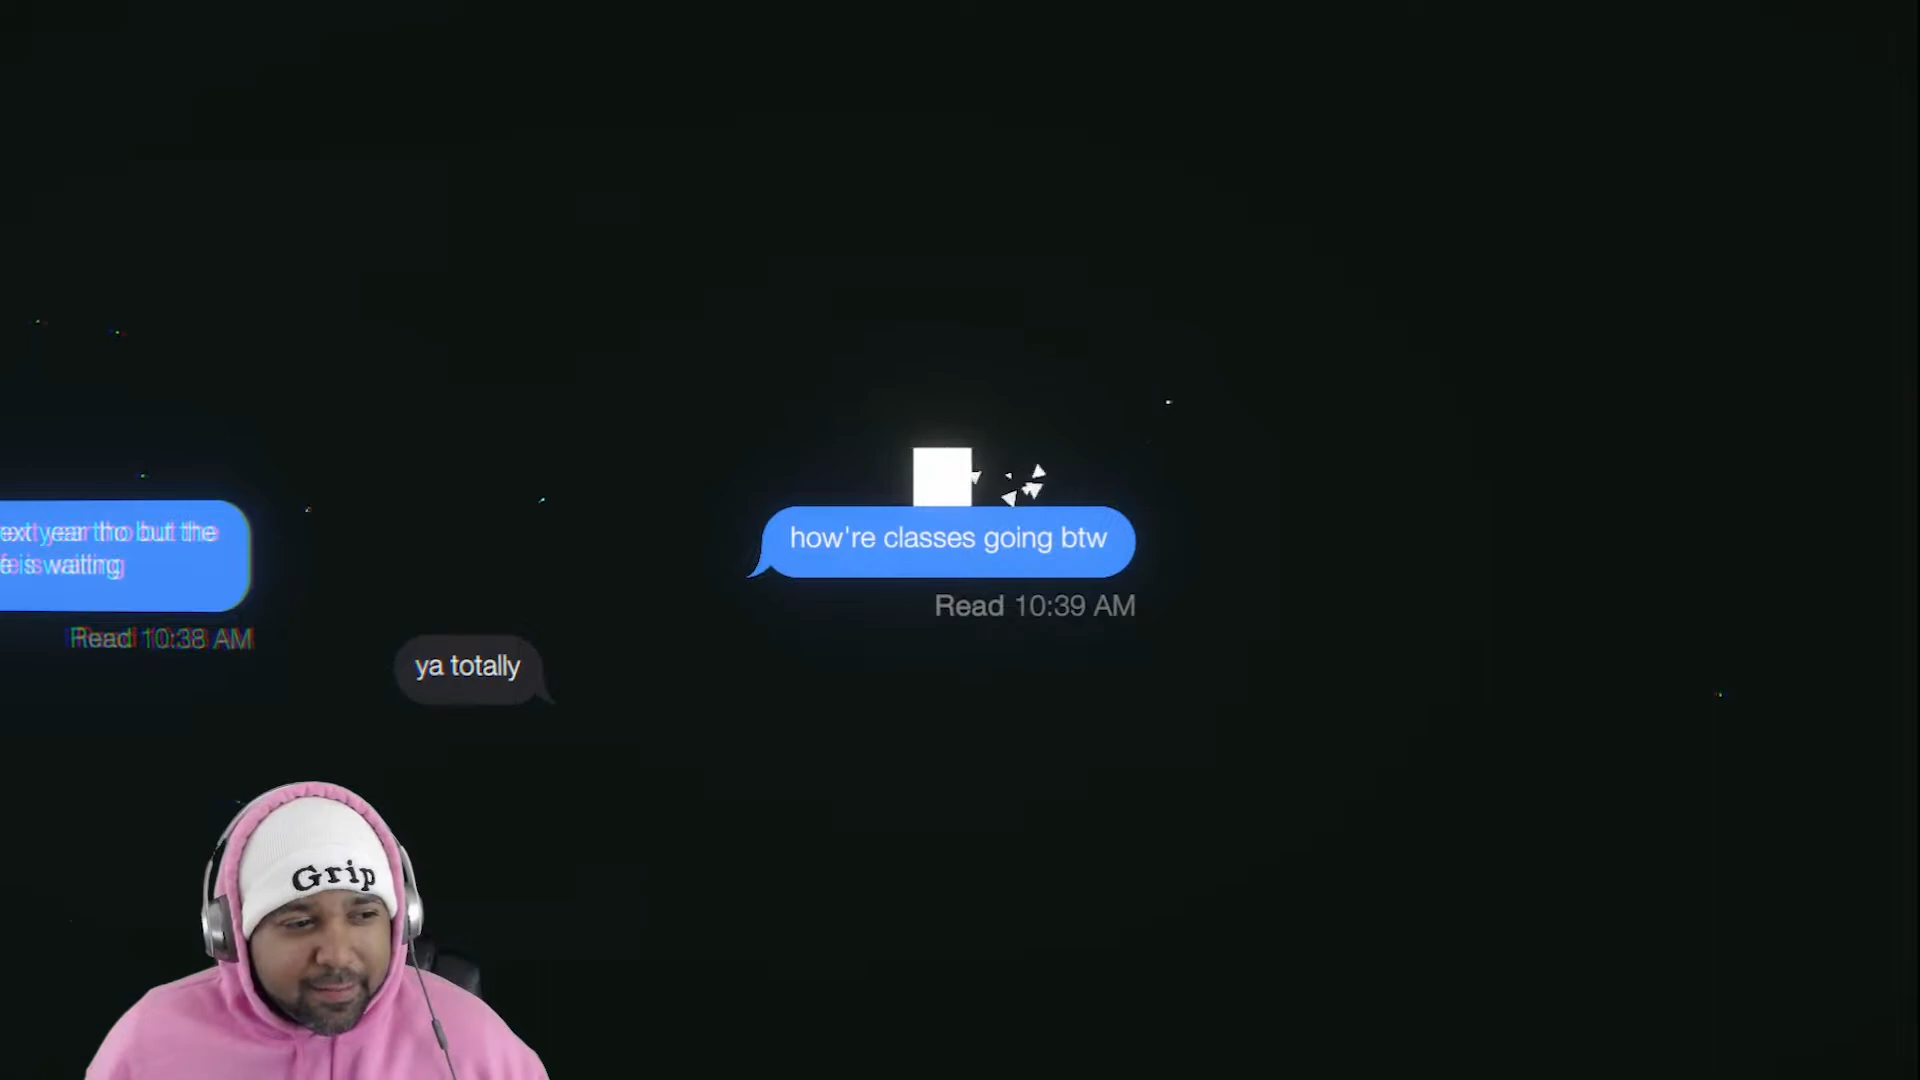 ext year tho but the
e is waiting
Read 10:38 AM
ya totally
how're classes going btw
Read 10:39 AM
Grip